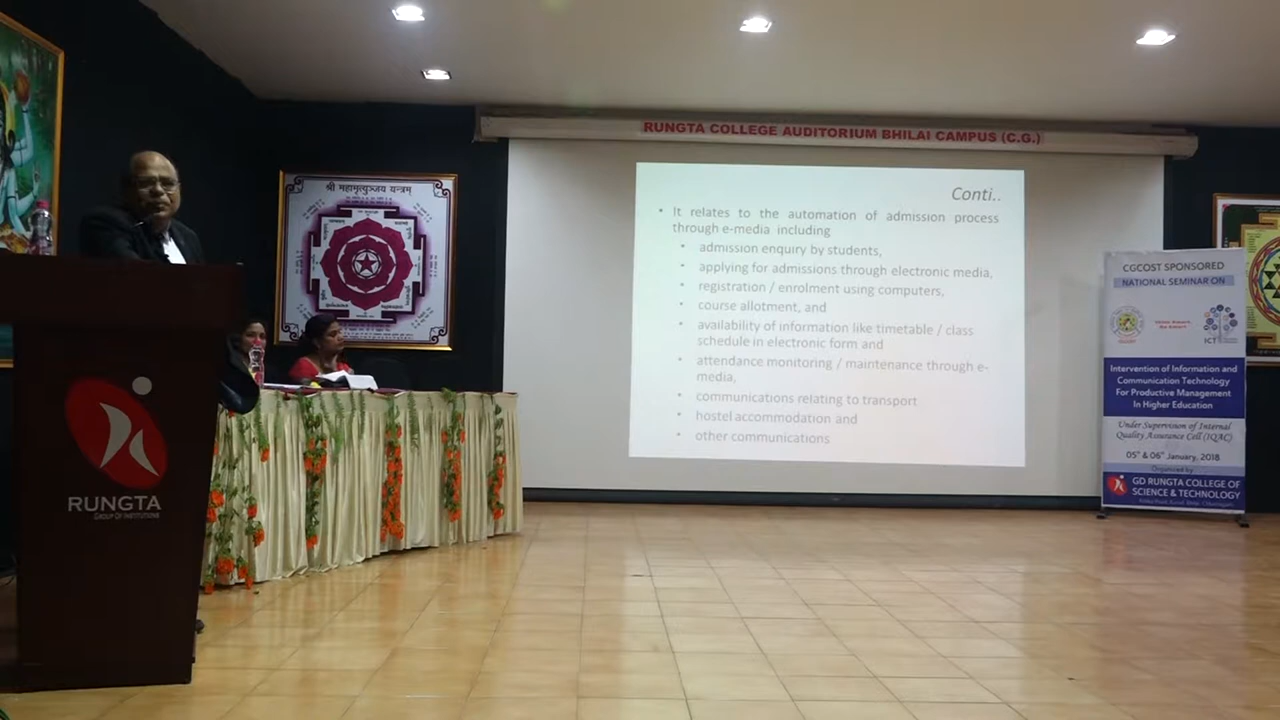 RUNGTA COLLEGE AUDITORIUM BHILAI CAMPUS (C.G.)
श्री महामृत्युञ्जय यन्त्रम्
Conti..
• It relates to the automation of admission process
through e-media including
• admission enquiry by students,
• applying for admissions through electronic media,
• registration / enrolment using computers,
• course allotment, and
• availability of information like timetable / class
schedule in electronic form and
• attendance monitoring / maintenance through e-
media,
• communications relating to transport
• hostel accommodation and
• other communications
CGCOST SPONSORED
NATIONAL SEMINAR ON
ICT
Intervention of Information and
Communication Technology
For Productive Management
In Higher Education
Under Supervision of Internal
Quality Assurance Cell (IQAC)
05th & 06th January, 2018
Organized by
GD RUNGTA COLLEGE OF
SCIENCE & TECHNOLOGY
RUNGTA
GROUP OF INSTITUTIONS